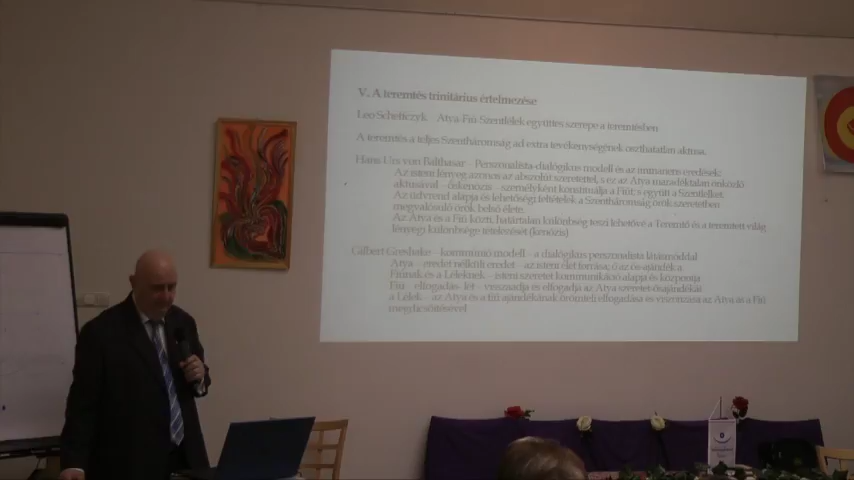 V. A teremtés trinitárius értelmezése
Leo Scheffczyk – Atya-Fiú-Szentlélek együttes szerepe a teremtésben
A teremtés a teljes Szentháromság ad extra tevékenységének oszthatatlan aktusa.
Hans Urs von Balthasar – Perszonalista-dialógikus modell és az immanens eredések:
Az isteni lényeg azonos az abszolút szeretettel, s ez az Atya maradéktalan önközlő
aktusával – őskenózis – személyként konstituálja a Fiút; s együtt a Szentlelket.
Az üdvrend alapja és lehetőségi feltételek a Szentháromság örök szeretetben
megvalósuló örök belső élete.
Az Atya és a Fiú közti, határtalan különbség teszi lehetővé a Teremtő és a teremtett világ
lényegi különbsége tételezését (kenózis)
Gilbert Greshake – kommunió modell – a dialógikus perszonalista látásmóddal
Atya – eredet nélküli eredet – az isteni élet forrása; ő az ős-ajándék a
Fiúnak és a Léleknek – isteni szeretet kommunikáció alapja és központja
Fiú – elfogadás- lét – visszaadja és elfogadja az Atya szeretet ősajándékát
a Lélek – az Atya és a fiú ajándékának örömteli elfogadása és viszonzása az Atya és a Fiú
megdicsőítésével